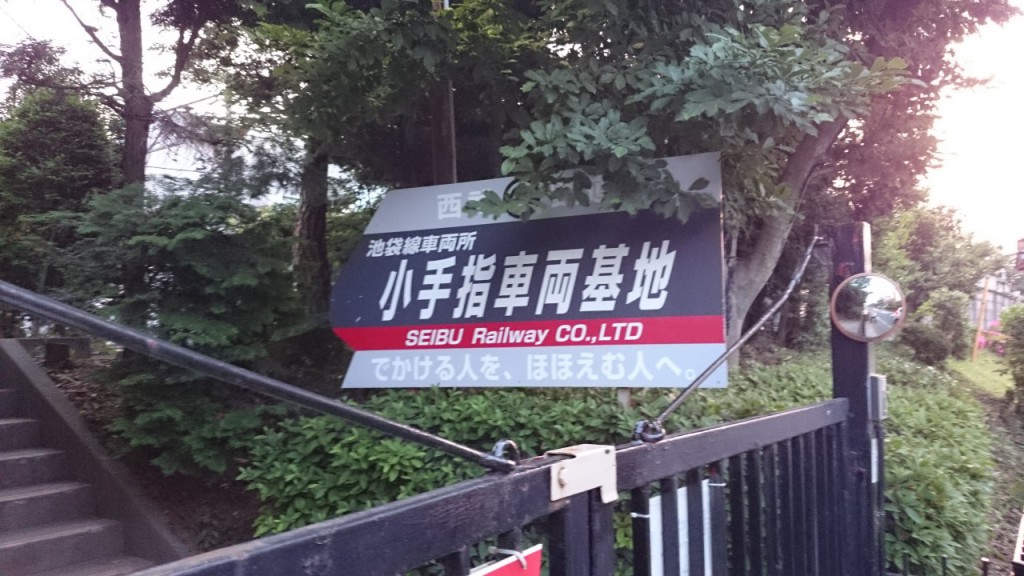 西
池袋線車両所
小手指車両基地
SEIBU Railway CO.,LTD
でかける人を、ほほえむ人へ。